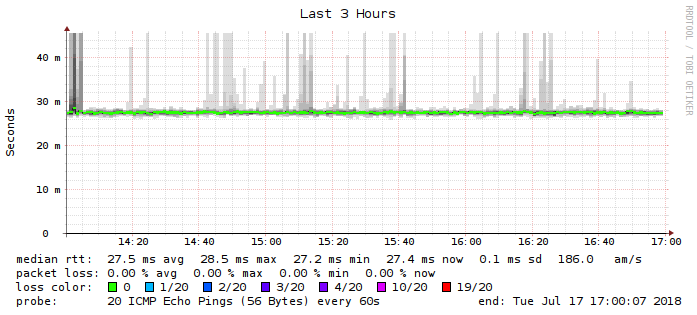 Last 3 Hours
RRDTOOL / TOBI OETIKER
Seconds
40 m
30 m
20 m
10 m
0
14:20 14:40 15:00 15:20 15:40 16:00 16:20 16:40 17:00
median rtt: 27.5 ms avg 28.5 ms max 27.2 ms min 27.4 ms now 0.1 ms sd 186.0 am/s
packet loss: 0.00 % avg 0.00 % max 0.00 % min 0.00 % now
loss color: 0 1/20 2/20 3/20 4/20 10/20 19/20
probe: 20 ICMP Echo Pings (56 Bytes) every 60s end: Tue Jul 17 17:00:07 2018